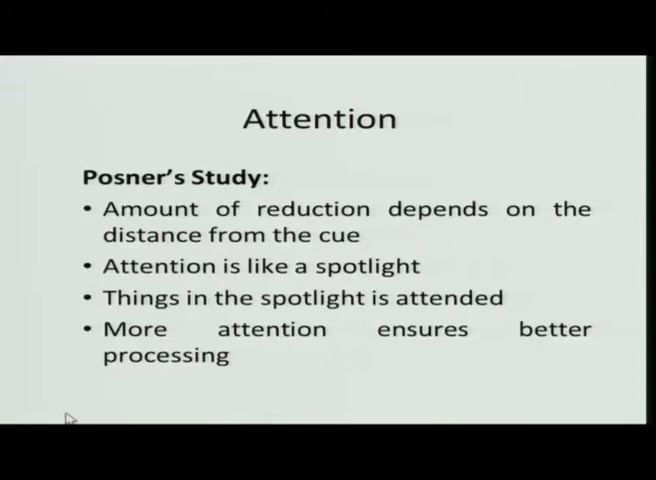 Attention
Posner's Study:
• Amount of reduction depends on the
distance from the cue
• Attention is like a spotlight
• Things in the spotlight is attended
• More attention ensures better
processing